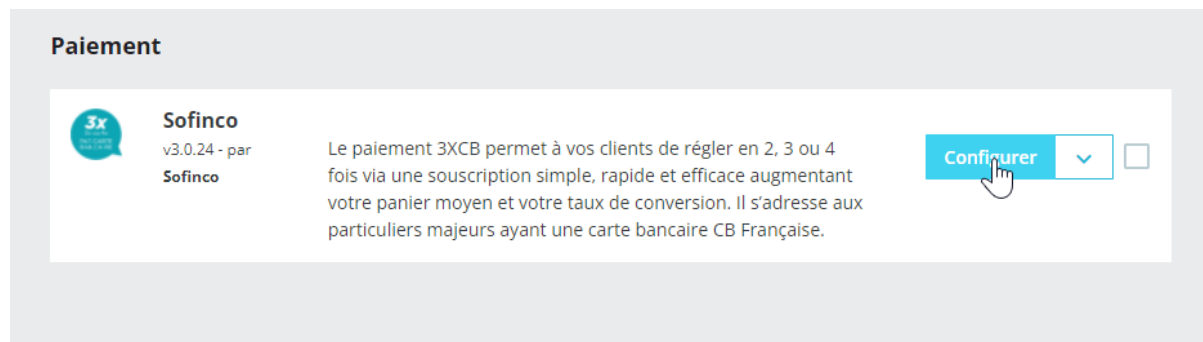 Paiement
3X
Sofinco
v3.0.24 - par
Sofinco
Le paiement 3XCB permet à vos clients de régler en 2, 3 ou 4
fois via une souscription simple, rapide et efficace augmentant
votre panier moyen et votre taux de conversion. Il s’adresse aux
particuliers majeurs ayant une carte bancaire CB Française.
Configurer